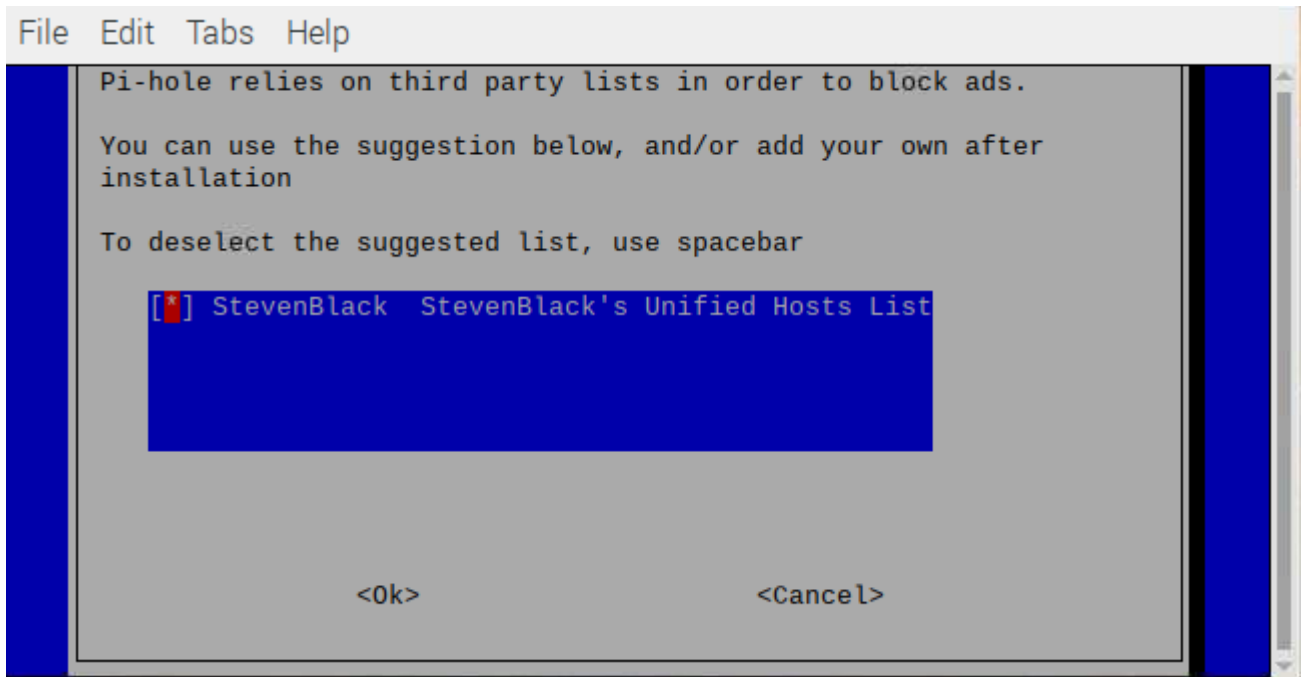 File Edit Tabs Help
Pi-hole relies on third party lists in order to block ads.
You can use the suggestion below, and/or add your own after
installation
To deselect the suggested list, use spacebar
[*] StevenBlack  StevenBlack's Unified Hosts List
<Ok> <Cancel>